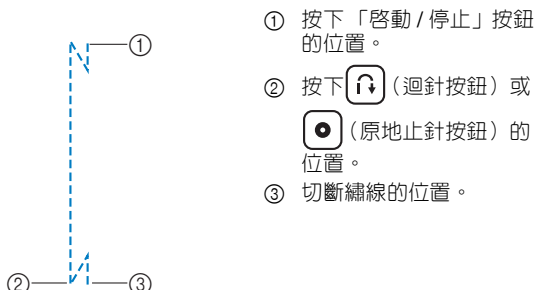 ① 按下「啓動 / 停止」按鈕
的位置。
② 按下（迴針按鈕）或
（原地止針按鈕）的
位置。
③ 切斷繡線的位置。
①
②
③